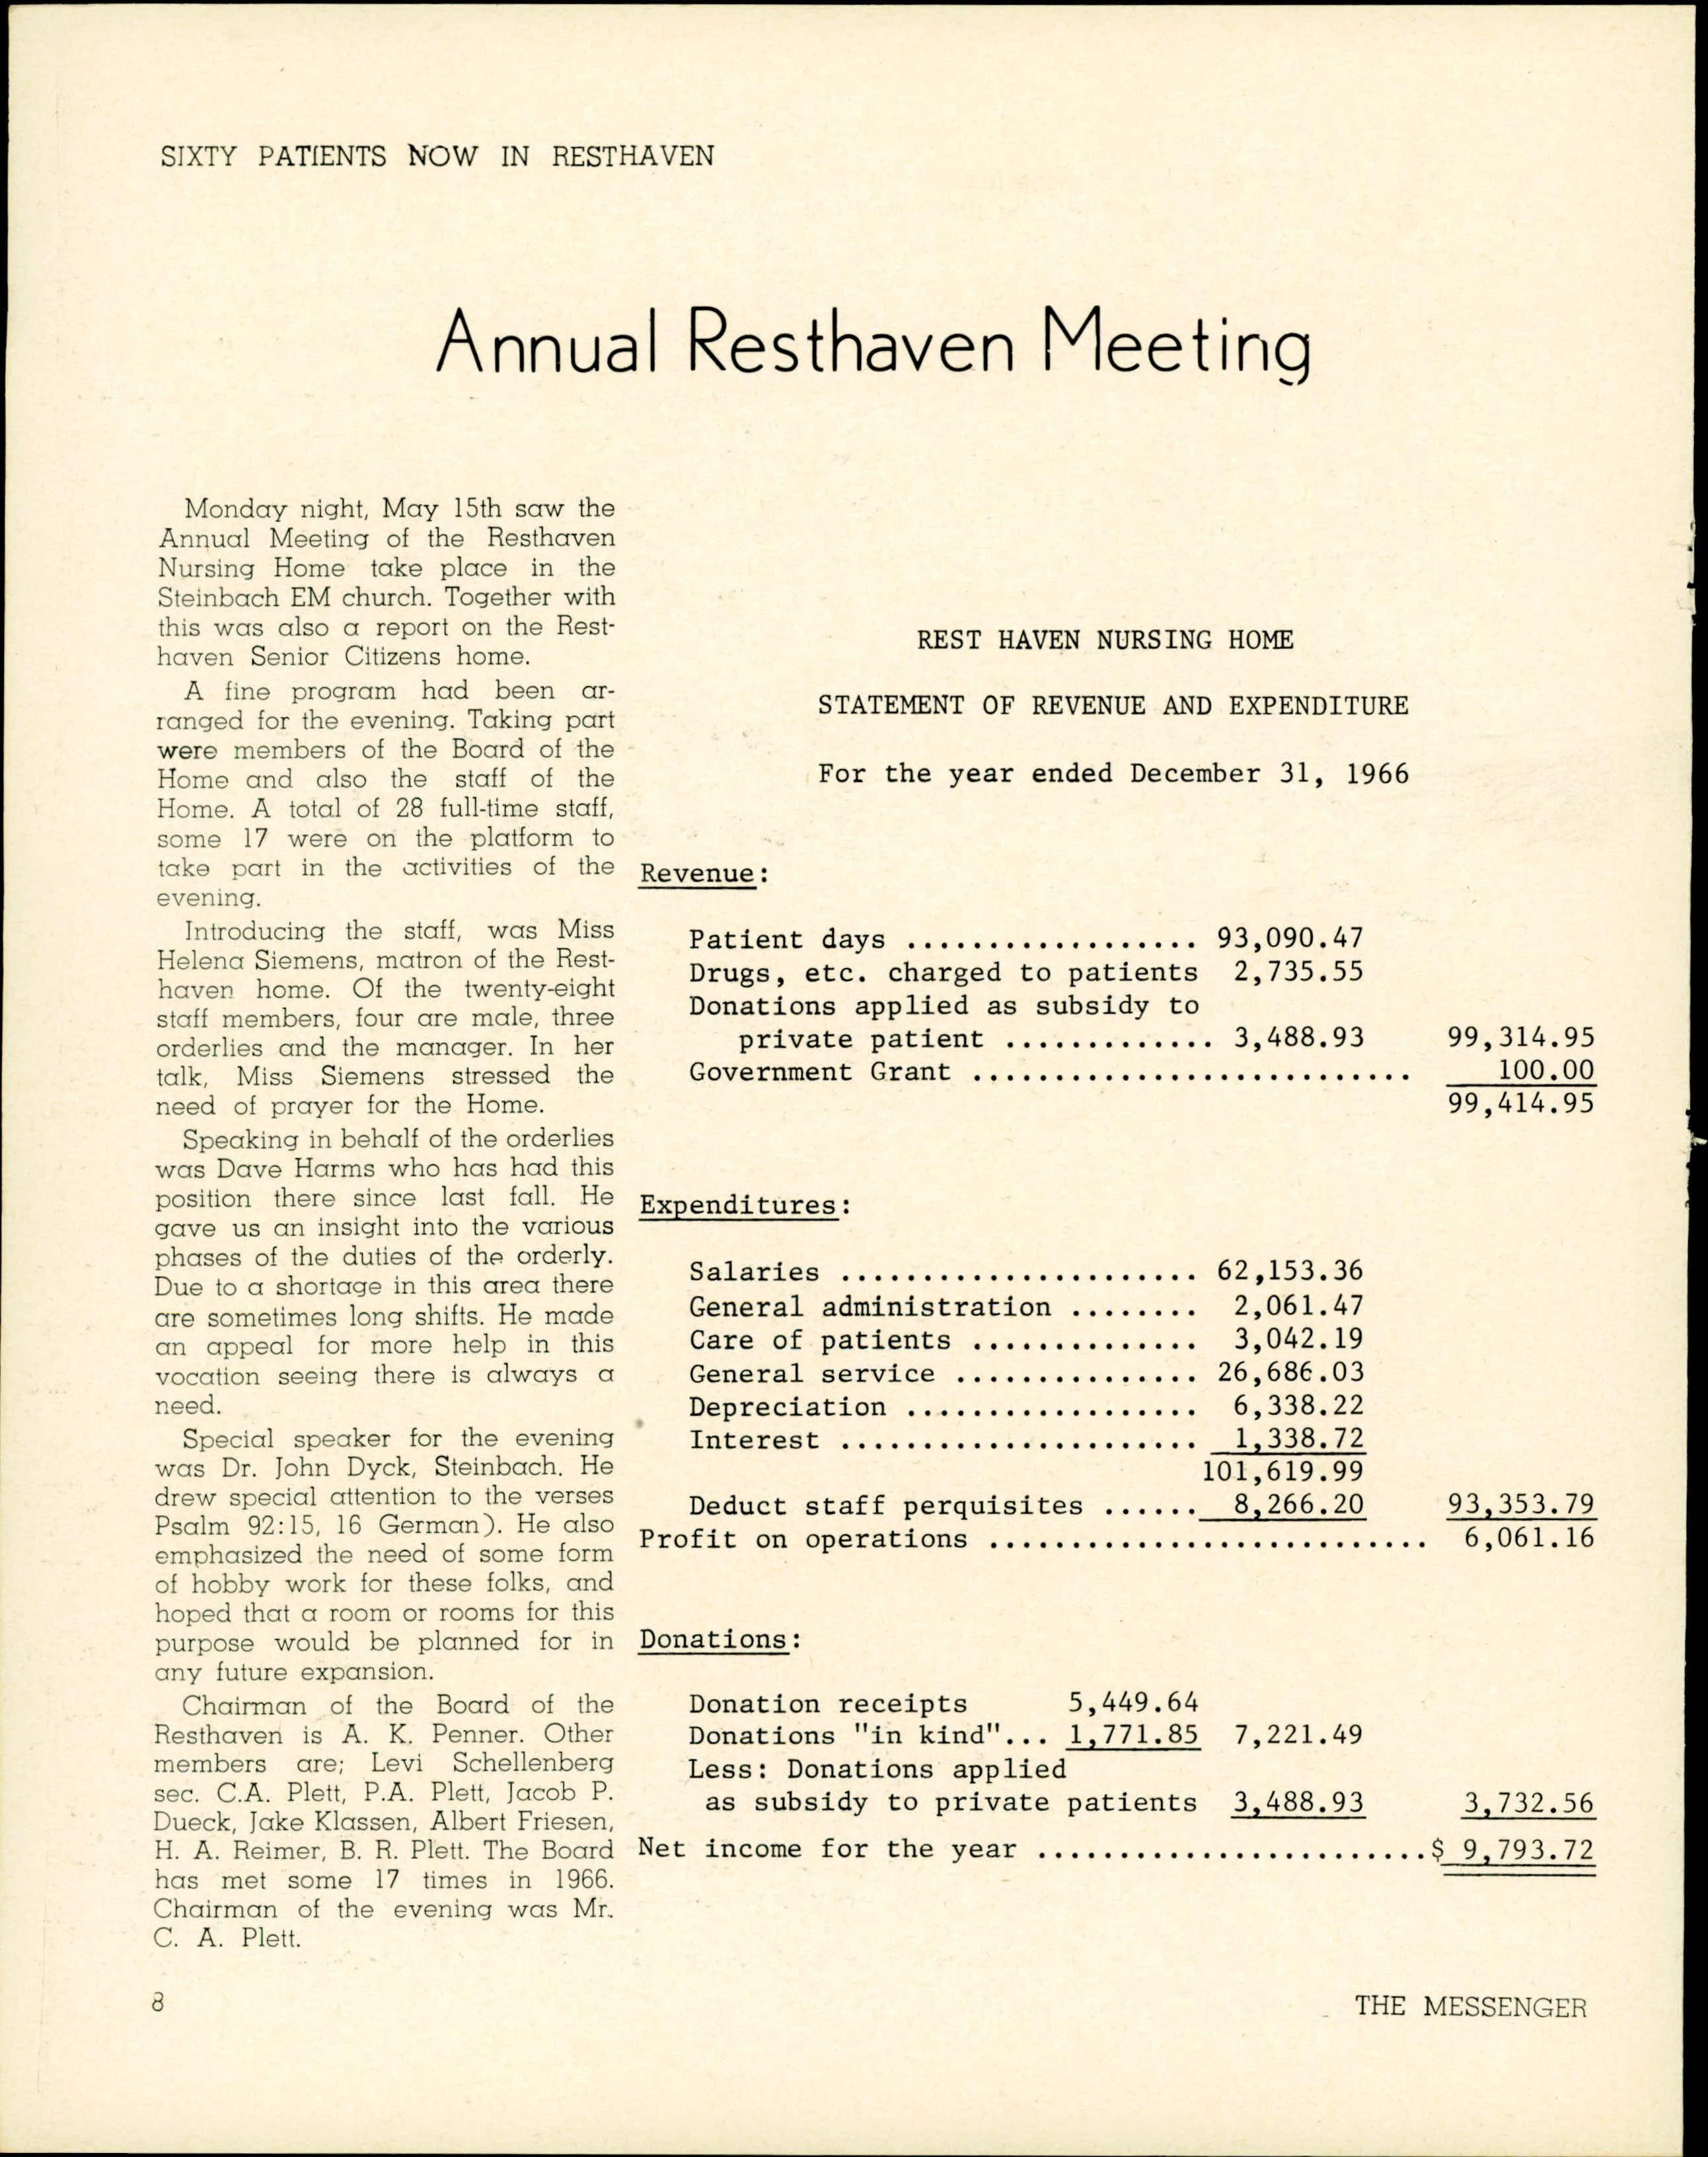 SIXTY PATIENTS NOW IN RESTHAVEN
Annual Resthaven Meeting
Monday night, May 15th saw the
Annual Meeting of the Resthaven
Nursing Home take place in the
Steinbach EM church. Together with
this was also a report on the Rest-
haven Senior Citizens home.
A fine program had been ar-
ranged for the evening. Taking part
were members of the Board of the
Home and also the staff of the
Home. A total of 28 full-time staff,
some 17 were on the platform to
take part in the activities of the
evening.
Introducing the staff, was Miss
Helena Siemens, matron of the Rest-
haven home. Of the twenty-eight
staff members, four are male, three
orderlies and the manager. In her
talk, Miss Siemens stressed the
need of prayer for the Home.
Speaking in behalf of the orderlies
was Dave Harms who has had this
position there since last fall. He
gave us an insight into the various
phases of the duties of the orderly.
Due to a shortage in this area there
are sometimes long shifts. He made
an appeal for more help in this
vocation seeing there is always a
need.
Special speaker for the evening
was Dr. John Dyck, Steinbach. He
drew special attention to the verses
Psalm 92:15, 16 German). He also
emphasized the need of some form
of hobby work for these folks, and
hoped that a room or rooms for this
purpose would be planned for in
any future expansion.
Chairman of the Board of the
Resthaven is A. K. Penner. Other
members are; Levi Schellenberg
sec. C.A. Plett, P.A. Plett, Jacob P.
Dueck, Jake Klassen, Albert Friesen,
H. A. Reimer, B. R. Plett. The Board
has met some 17 times in 1966.
Chairman of the evening was Mr.
C. A. Plett.
REST HAVEN NURSING HOME
STATEMENT OF REVENUE AND EXPENDITURE
For the year ended December 31, 1966
Revenue:
Patient days .................. 93,090.47
Drugs, etc. charged to patients 2,735.55
Donations applied as subsidy to
private patient ............. 3,488.93 99,314.95
Government Grant ........................... 100.00
99,414.95
Expenditures:
Salaries ...................... 62,153.36
General administration ........ 2,061.47
Care of patients .............. 3,042.19
General service ............... 26,686.03
Depreciation .................. 6,338.22
Interest ...................... 1,338.72
101,619.99
Deduct staff perquisites ...... 8,266.20 93,353.79
Profit on operations ........................... 6,061.16
Donations:
Donation receipts 5,449.64
Donations "in kind"... 1,771.85 7,221.49
Less: Donations applied
as subsidy to private patients 3,488.93 3,732.56
Net income for the year ........................$ 9,793.72
8
THE MESSENGER